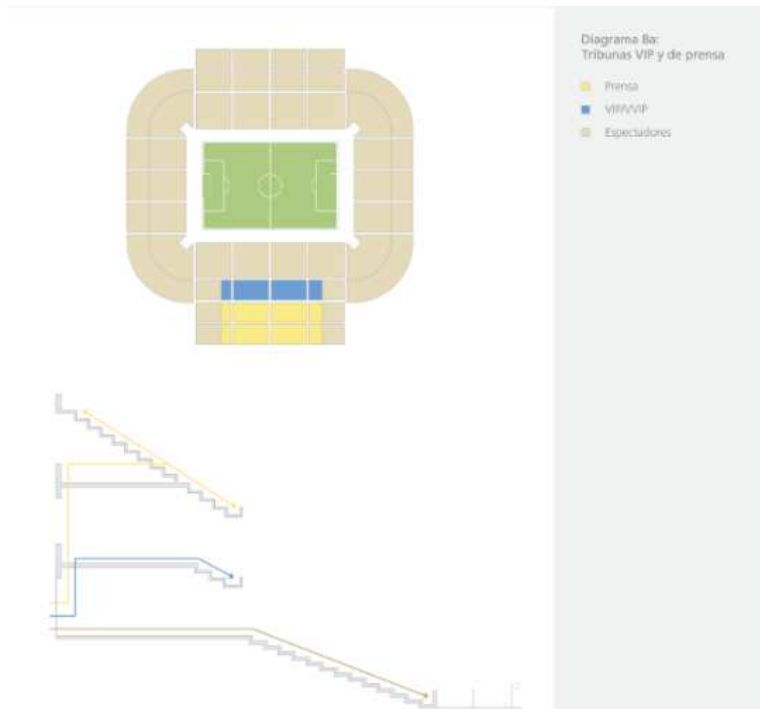 Diagrama 8a:
Tribunas VIP y de prensa
Prensa
VIP/VVIP
Espectadores